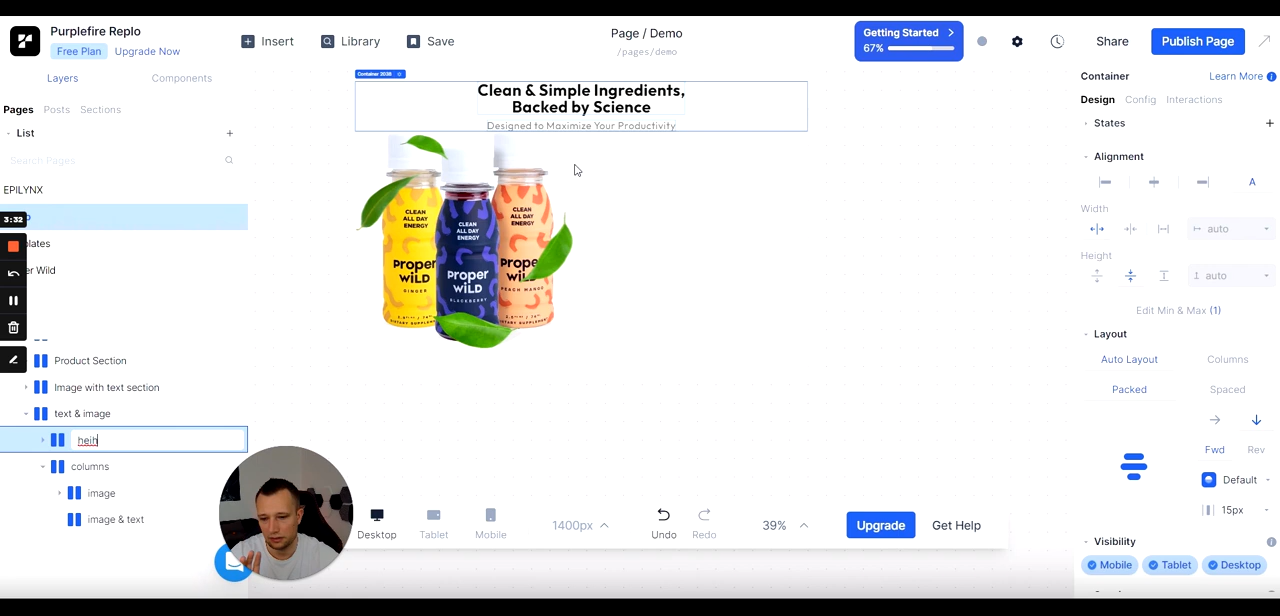 Purplefire Replo
Free Plan
Upgrade Now
Insert
Library
Save
Page / Demo
/pages/demo
Getting Started
67%
Share
Publish Page
Layers
Components
Pages
Posts
Sections
List
Search Pages
EPILYNX
3:32
lates
er Wild
Product Section
Image with text section
text & image
heih
columns
image
image & text
Container 2038
Clean & Simple Ingredients,
Backed by Science
Designed to Maximize Your Productivity
CLEAN
ALL DAY
ENERGY
Proper
WiLD
GINGER
CLEAN
ALL DAY
ENERGY
Proper
WiLD
BLACKBERRY
CLEAN
ALL DAY
ENERGY
Proper
WiLD
PEACH MANGO
Desktop
Tablet
Mobile
1400px
Undo
Redo
39%
Upgrade
Get Help
Container
Learn More
Design
Config
Interactions
States
Alignment
A
Width
auto
Height
auto
Edit Min & Max (1)
Layout
Auto Layout
Columns
Packed
Spaced
Fwd
Rev
Default
15px
Visibility
Mobile
Tablet
Desktop